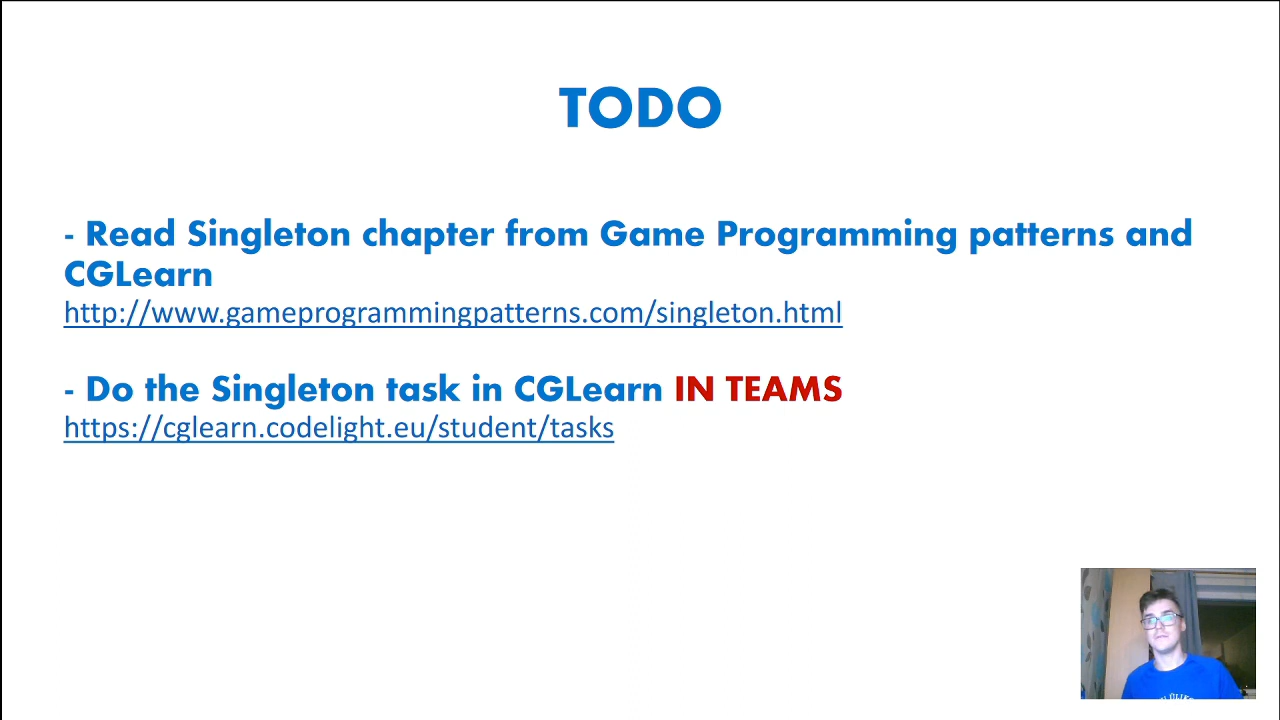 TODO
- Read Singleton chapter from Game Programming patterns and
CGLearn
http://www.gameprogrammingpatterns.com/singleton.html
- Do the Singleton task in CGLearn IN TEAMS
https://cglearn.codelight.eu/student/tasks